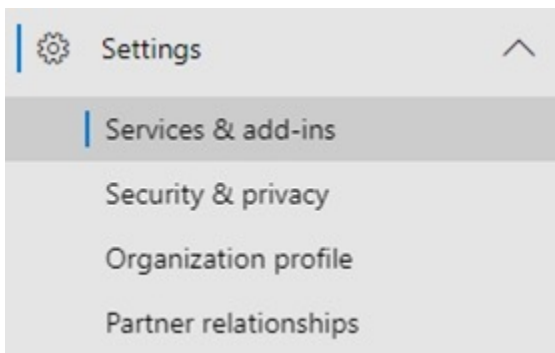 Settings
Services & add-ins
Security & privacy
Organization profile
Partner relationships